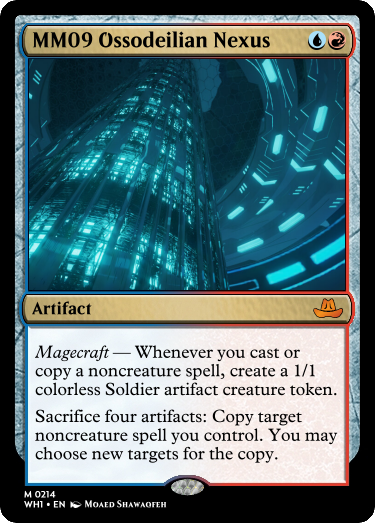 MM09 Ossodeilian Nexus
Artifact
Magecraft — Whenever you cast or
copy a noncreature spell, create a 1/1
colorless Soldier artifact creature token.
Sacrifice four artifacts: Copy target
noncreature spell you control. You may
choose new targets for the copy.
M 0214
WH1 • EN Moaed Shawaofeh